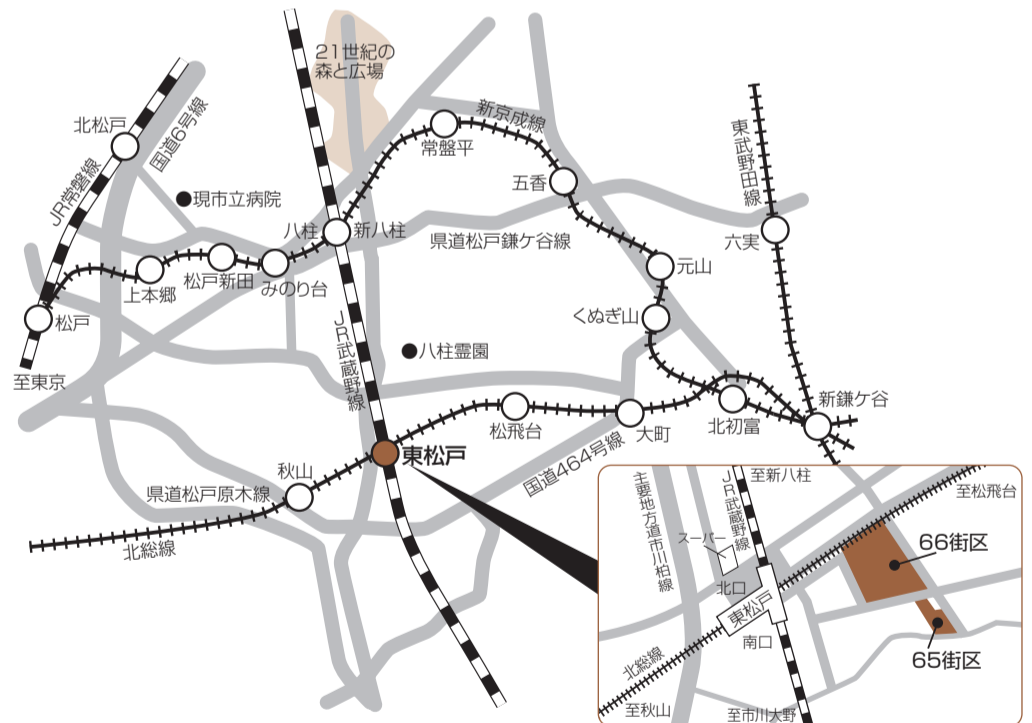 21世紀の
森と広場
北松戸
国道6号線
JR常磐線
現市立病院
新京成線
常盤平
五香
東武野田線
八柱
新八柱
県道松戸鎌ケ谷線
六実
上本郷
松戸新田
みのり台
元山
松戸
くぬぎ山
至東京
JR武蔵野線
八柱霊園
松飛台
大町
北初富
新鎌ケ谷
東松戸
秋山
県道松戸原木線
国道464号線
北総線
主要地方道市川柏線
JR武蔵野線
至新八柱
至松飛台
スーパー
北口
66街区
東松戸
南口
65街区
北総線
至秋山
至市川大野